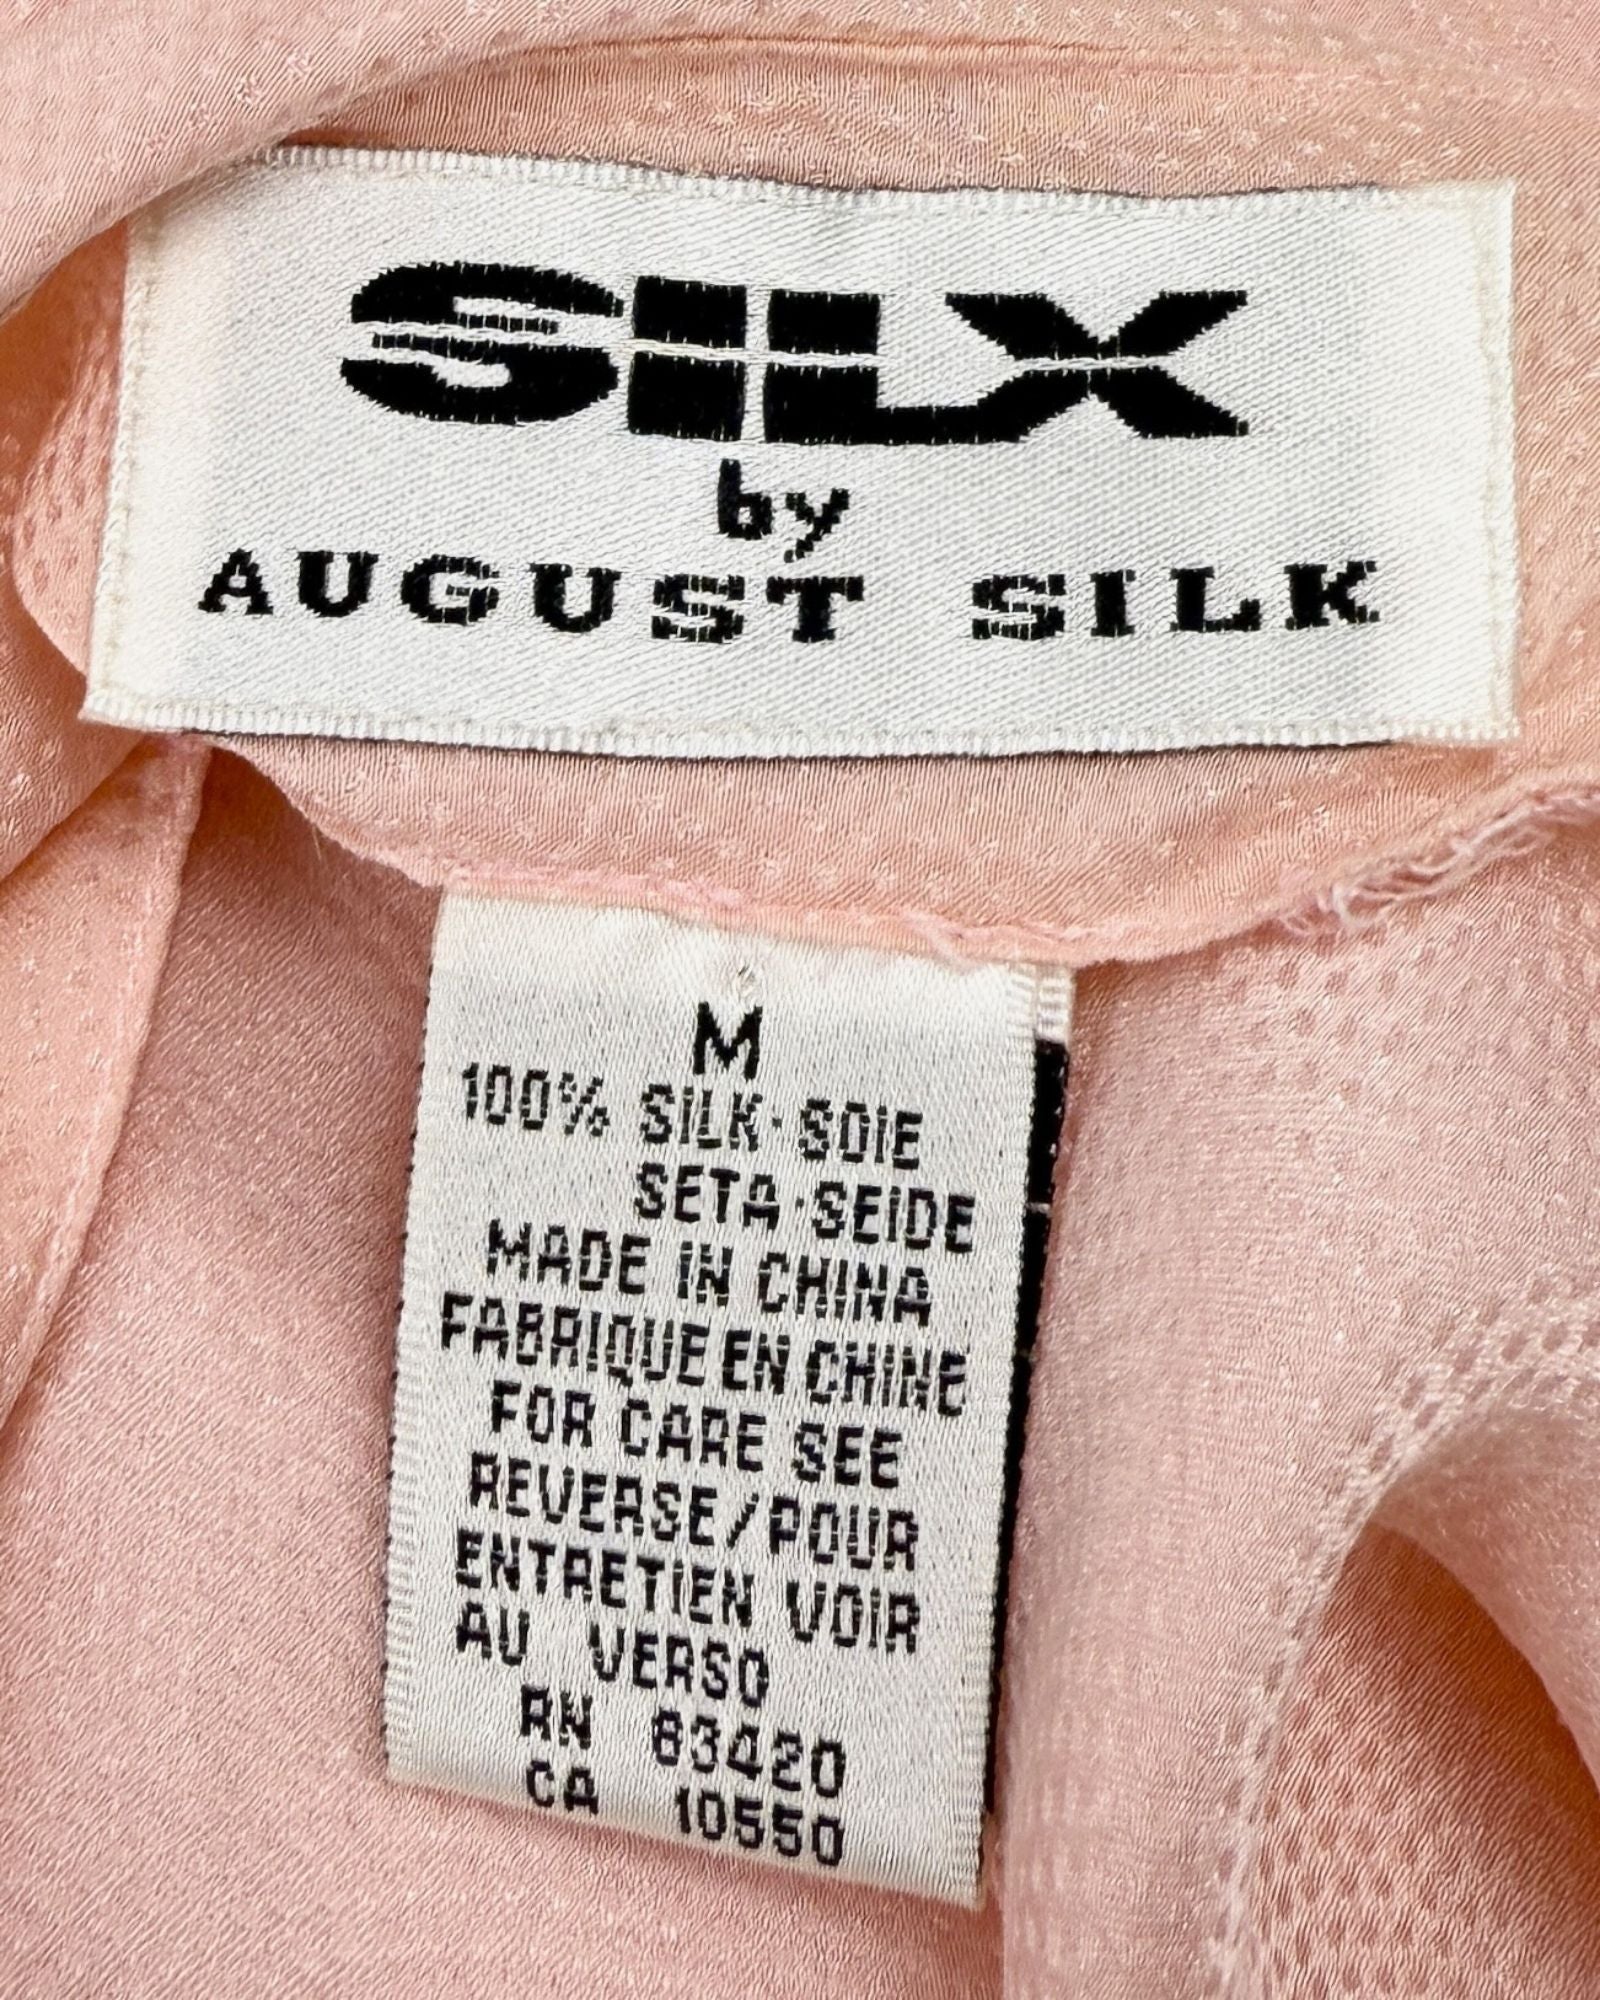 SILX
by
AUGUST SILK
M
100% SILK·SOIE
SETA·SEIDE
MADE IN CHINA
FABRIQUE EN CHINE
FOR CARE SEE
REVERSE/POUR
ENTRETIEN VOIR
AU VERSO
RN 83420
CA 10550